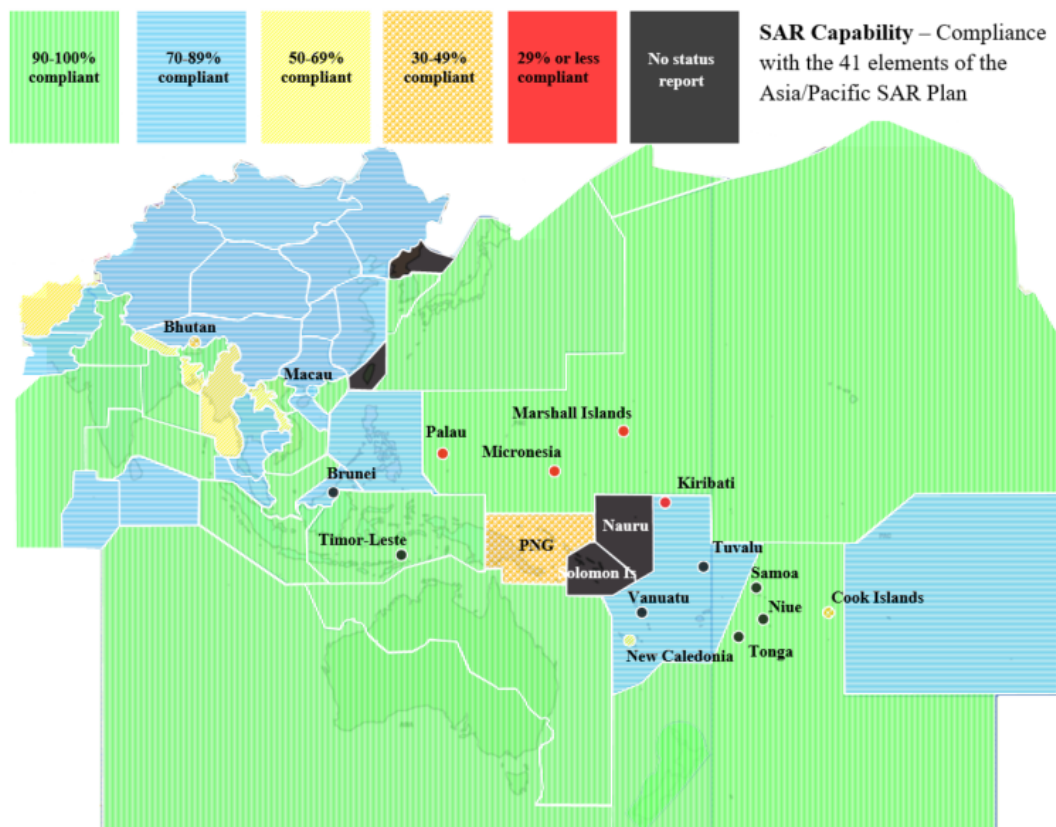 90-100%
compliant
70-89%
compliant
50-69%
compliant
30-49%
compliant
29% or less
compliant
No status
report
SAR Capability – Compliance
with the 41 elements of the
Asia/Pacific SAR Plan
Bhutan
Macau
Marshall Islands
Palau
Micronesia
Brunei
Kiribati
Nauru
Timor-Leste
PNG
Solomon Is
Tuvalu
Samoa
Vanuatu
Niue
Cook Islands
New Caledonia
Tonga